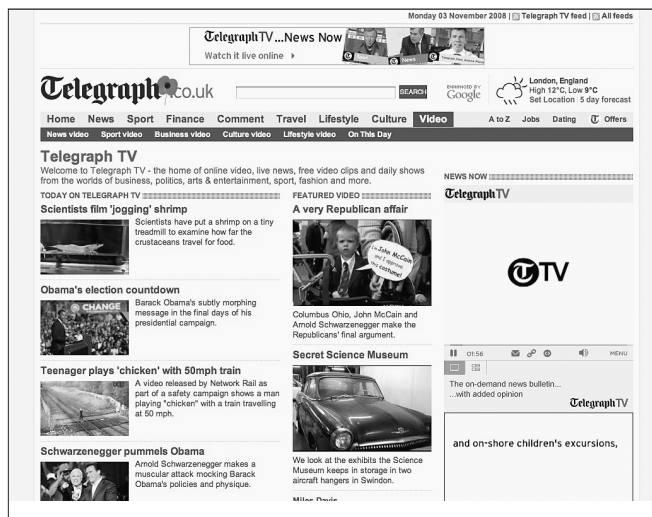 Monday 03 November 2008 | Telegraph TV feed | All feeds
Telegraph TV ...News Now
Watch it live online
Sport
News
Telegraph.co.uk
SEARCH
ENHANCED BY Google
London, England
High 12°C, Low 9°C
Set Location | 5 day forecast
Home News Sport Finance Comment Travel Lifestyle Culture Video A to Z Jobs Dating Offers
News video Sport video Business video Culture video Lifestyle video On This Day
Telegraph TV
Welcome to Telegraph TV - the home of online video, live news, free video clips and daily shows
from the worlds of business, politics, arts & entertainment, sport, fashion and more.
TODAY ON TELEGRAPH TV
Scientists film 'jogging' shrimp
Scientists have put a shrimp on a tiny
treadmill to examine how far the
crustaceans travel for food.
Obama's election countdown
CHANGE
Barack Obama's subtly morphing
message in the final days of his
presidential campaign.
Teenager plays 'chicken' with 50mph train
A video released by Network Rail as
part of a safety campaign shows a man
playing "chicken" with a train travelling
at 50 mph.
Schwarzenegger pummels Obama
Arnold Schwarzenegger makes a
muscular attack mocking Barack
Obama's policies and physique.
FEATURED VIDEO
A very Republican affair
I'm John McCain
and I approve
this costume!
Columbus Ohio, John McCain and
Arnold Schwarzenegger make the
Republicans' final argument.
Secret Science Museum
We look at the exhibits the Science
Museum keeps in storage in two
aircraft hangers in Swindon.
Miles Davis
NEWS NOW
Telegraph TV
TTV
01:56 MENU
The on-demand news bulletin...
...with added opinion
Telegraph TV
and on-shore children's excursions,